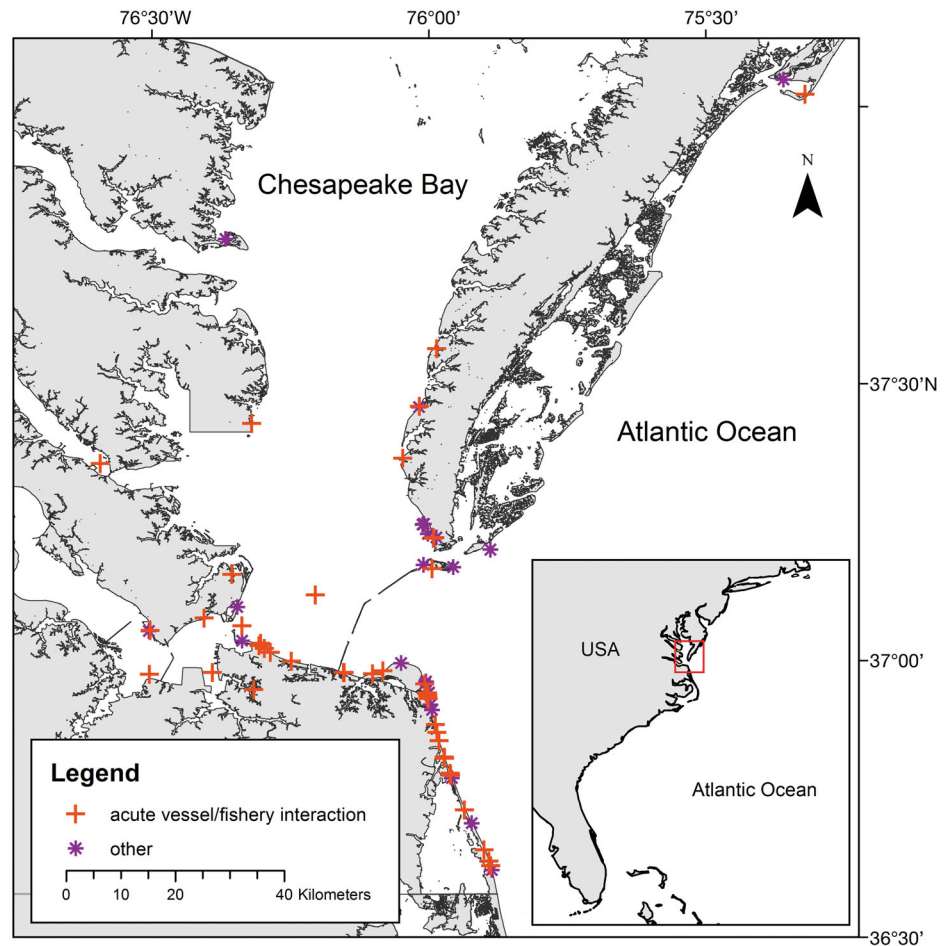 76°30’
76°00’
75°30’
N
Chesapeake Bay
37°30’N
Atlantic Ocean
USA
37°00’
Atlantic Ocean
Legend
acute vessel/fishery interaction
other
0 10 20 40 Kilometers
36°30’